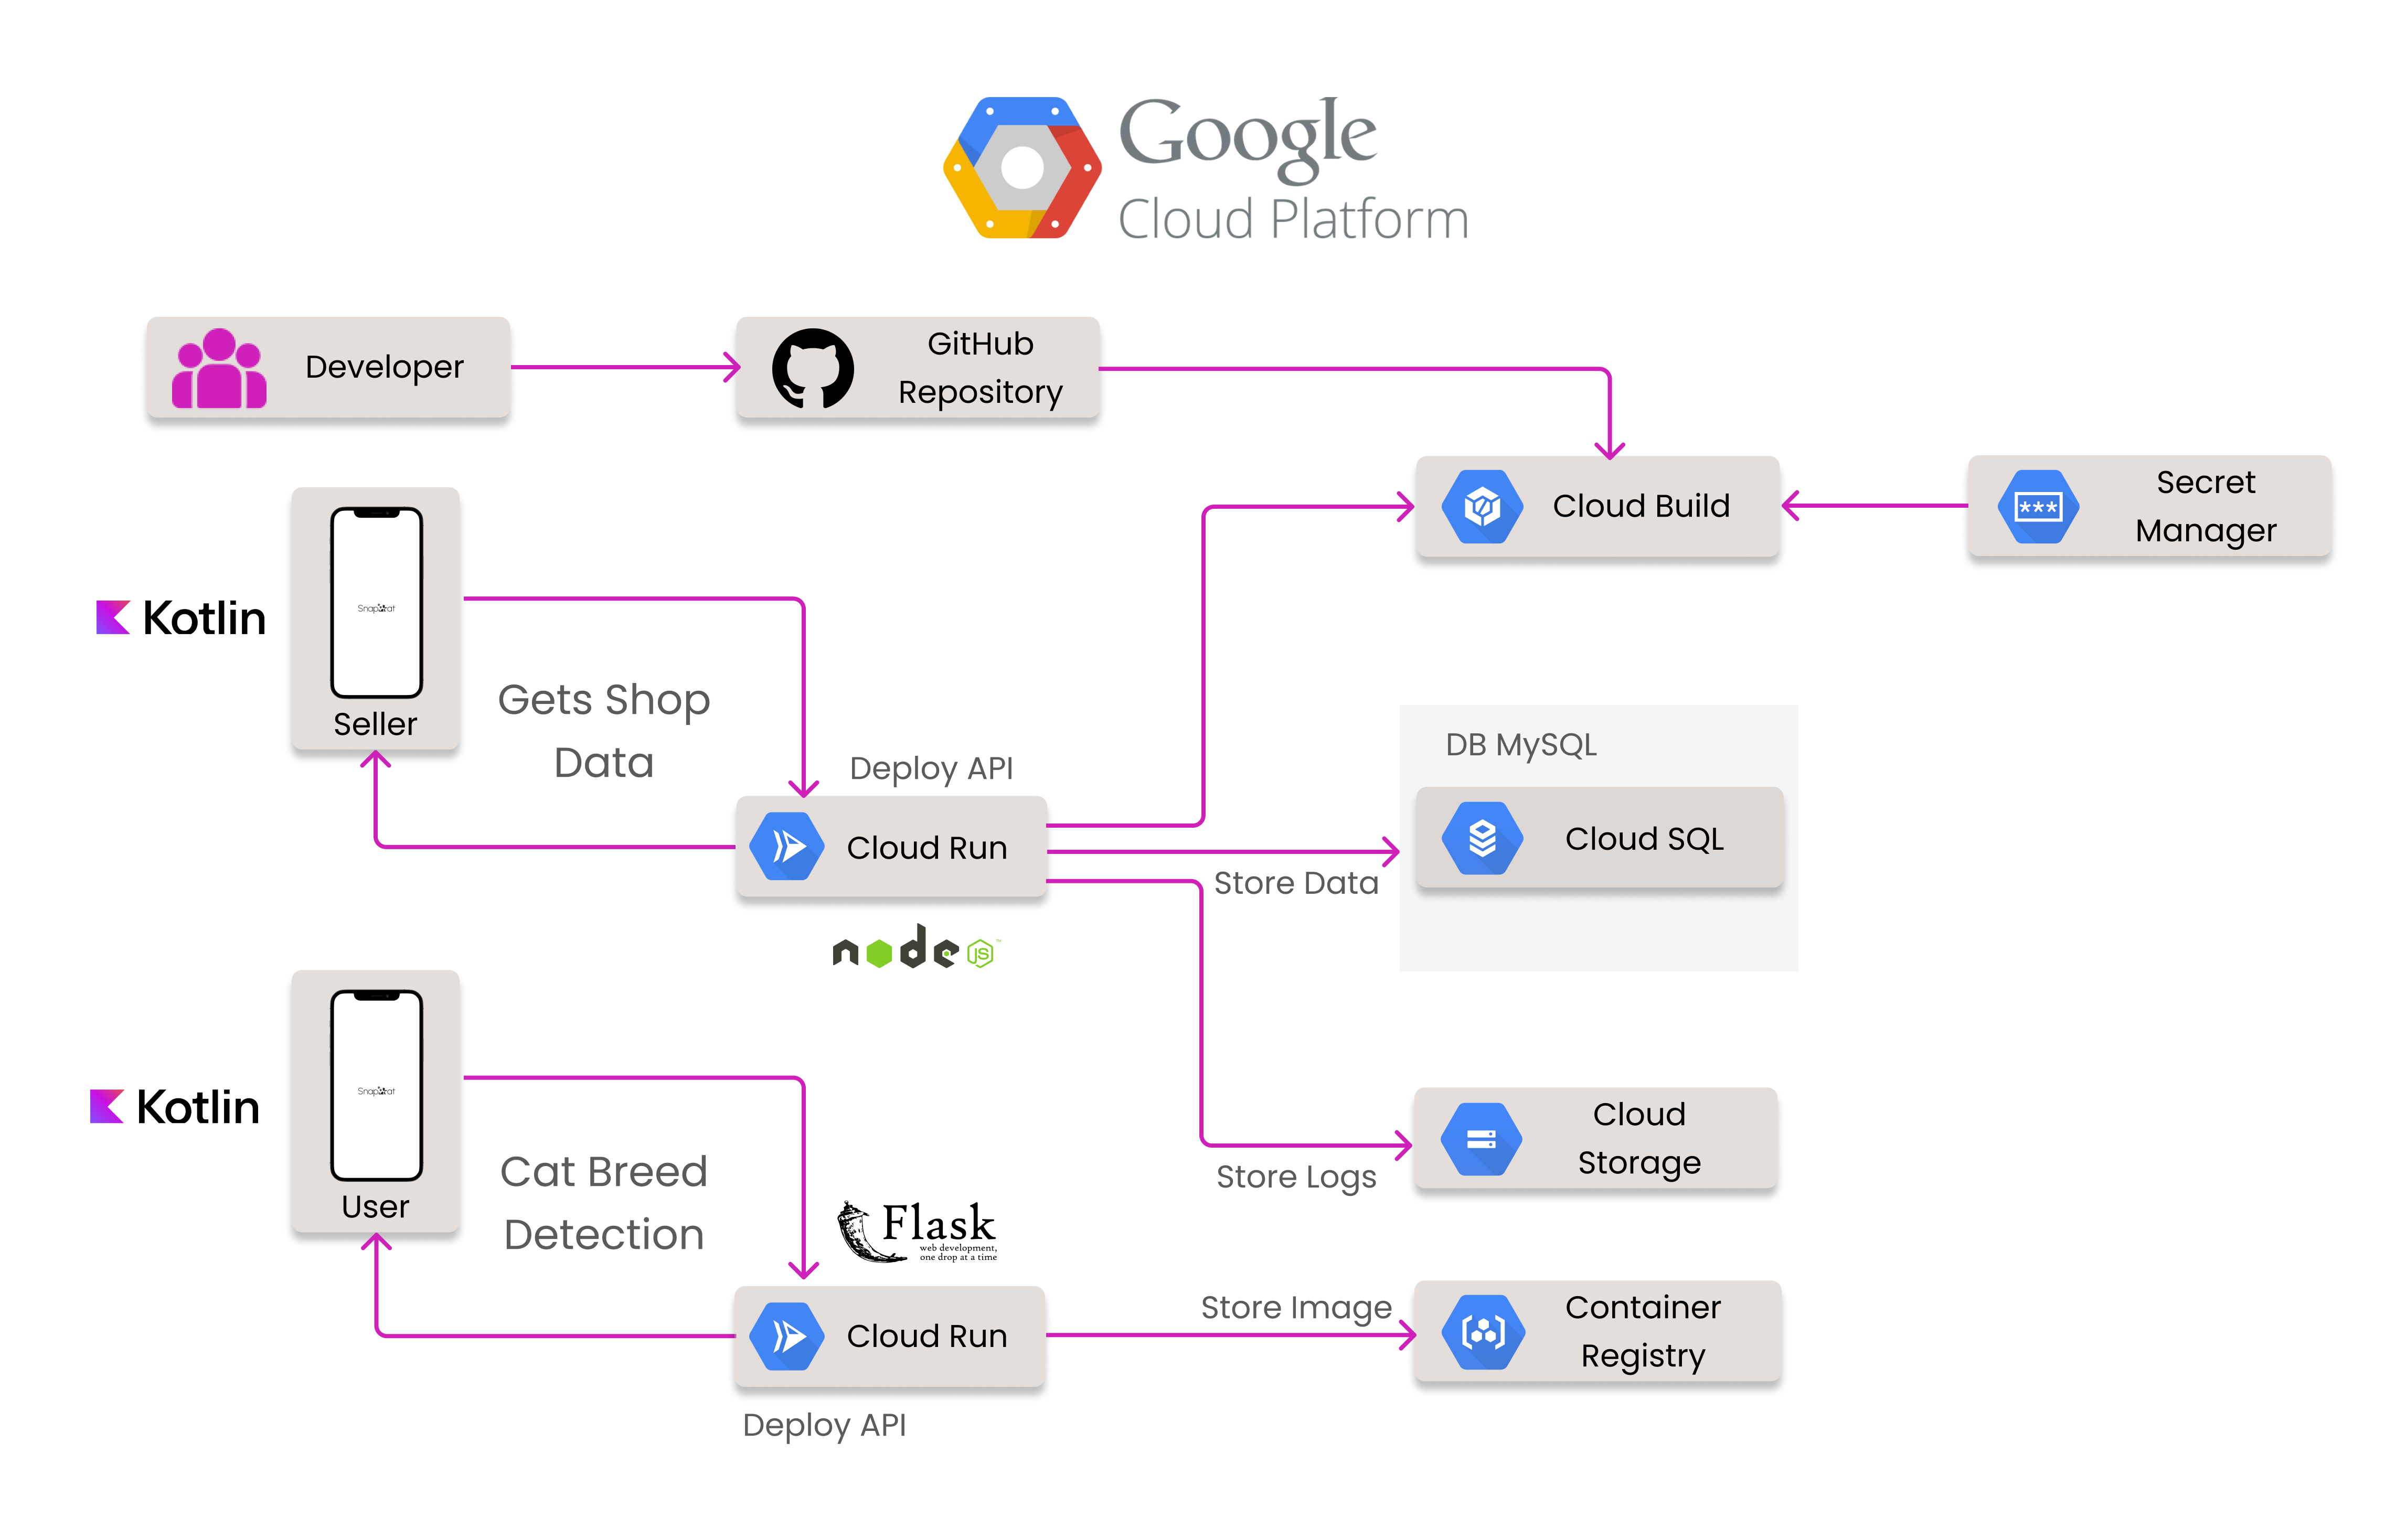 Google
Cloud Platform
Developer
GitHub
Repository
Cloud Build
***
Secret
Manager
Kotlin
Snapcat
Seller
Gets Shop
Data
Deploy API
Cloud Run
node
JS
™
DB MySQL
Cloud SQL
Store Data
Kotlin
Snapcat
User
Cat Breed
Detection
Store Logs
Cloud
Storage
Flask
web development,
one drop at a time
Cloud Run
Deploy API
Store Image
Container
Registry